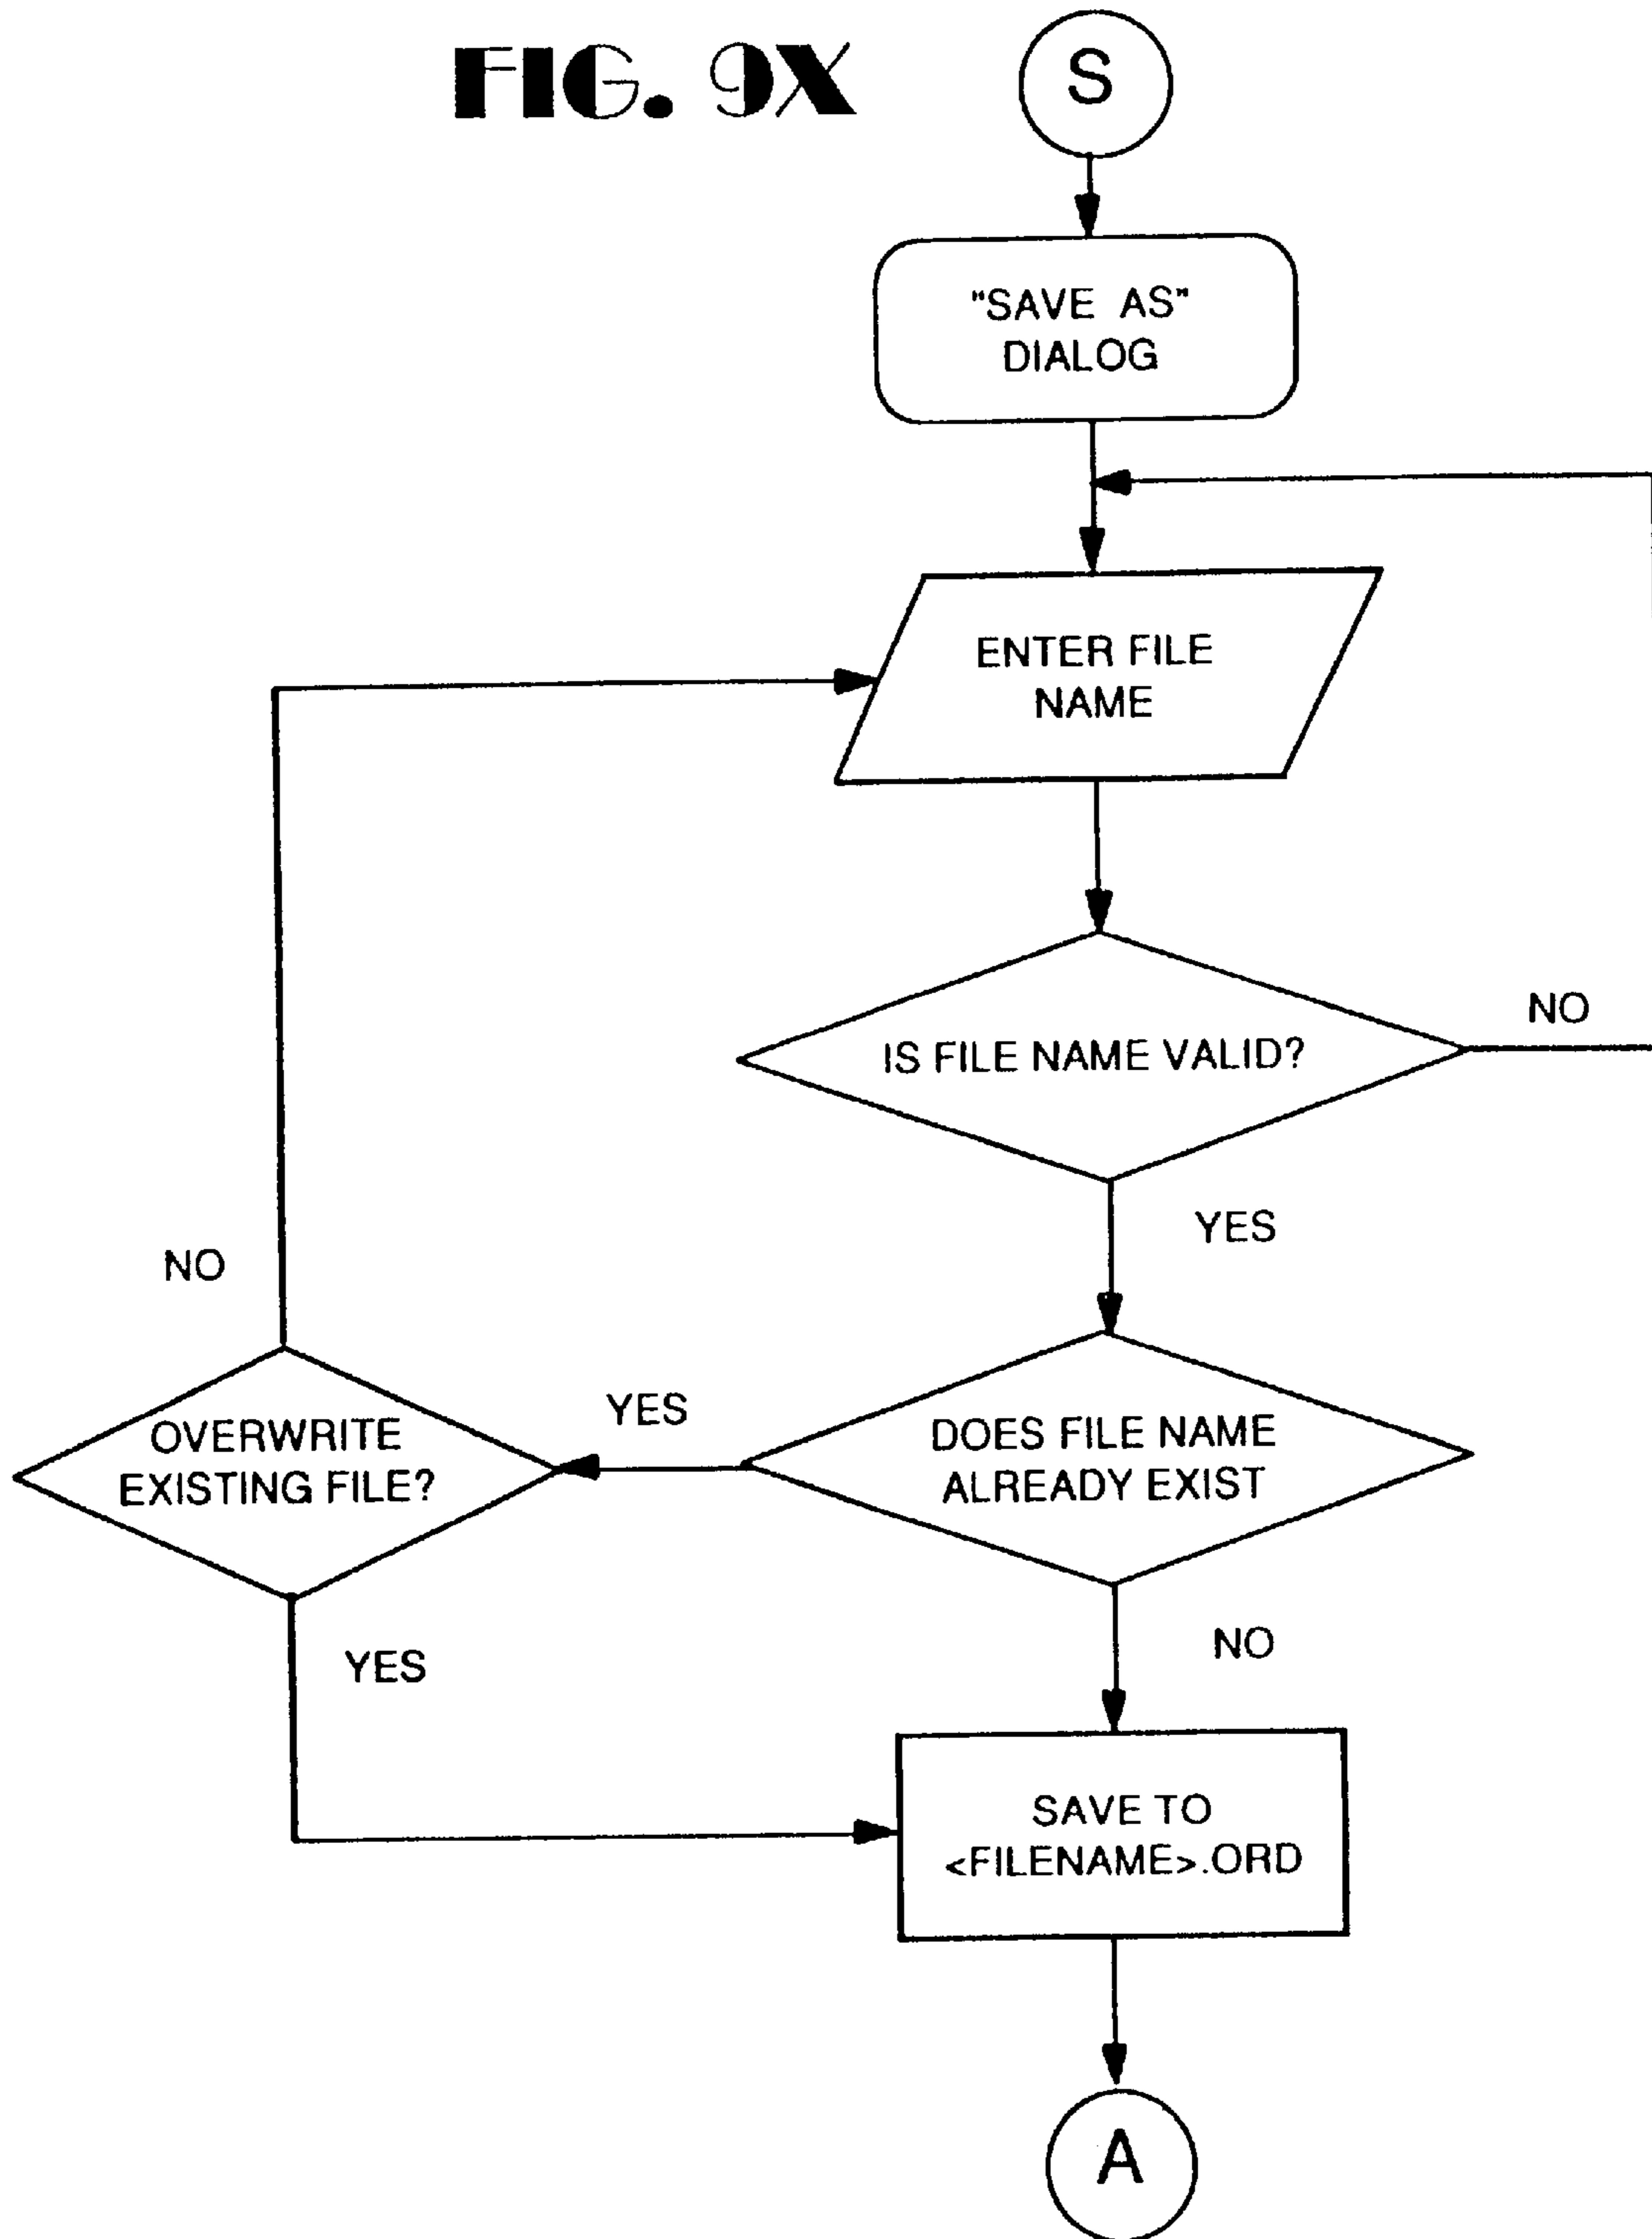 FIG. 9X
S
"SAVE AS"
DIALOG
ENTER FILE
NAME
IS FILE NAME VALID?
NO
YES
NO
OVERWRITE
EXISTING FILE?
YES
DOES FILE NAME
ALREADY EXIST
YES
NO
SAVE TO
<FILENAME>.ORD
A